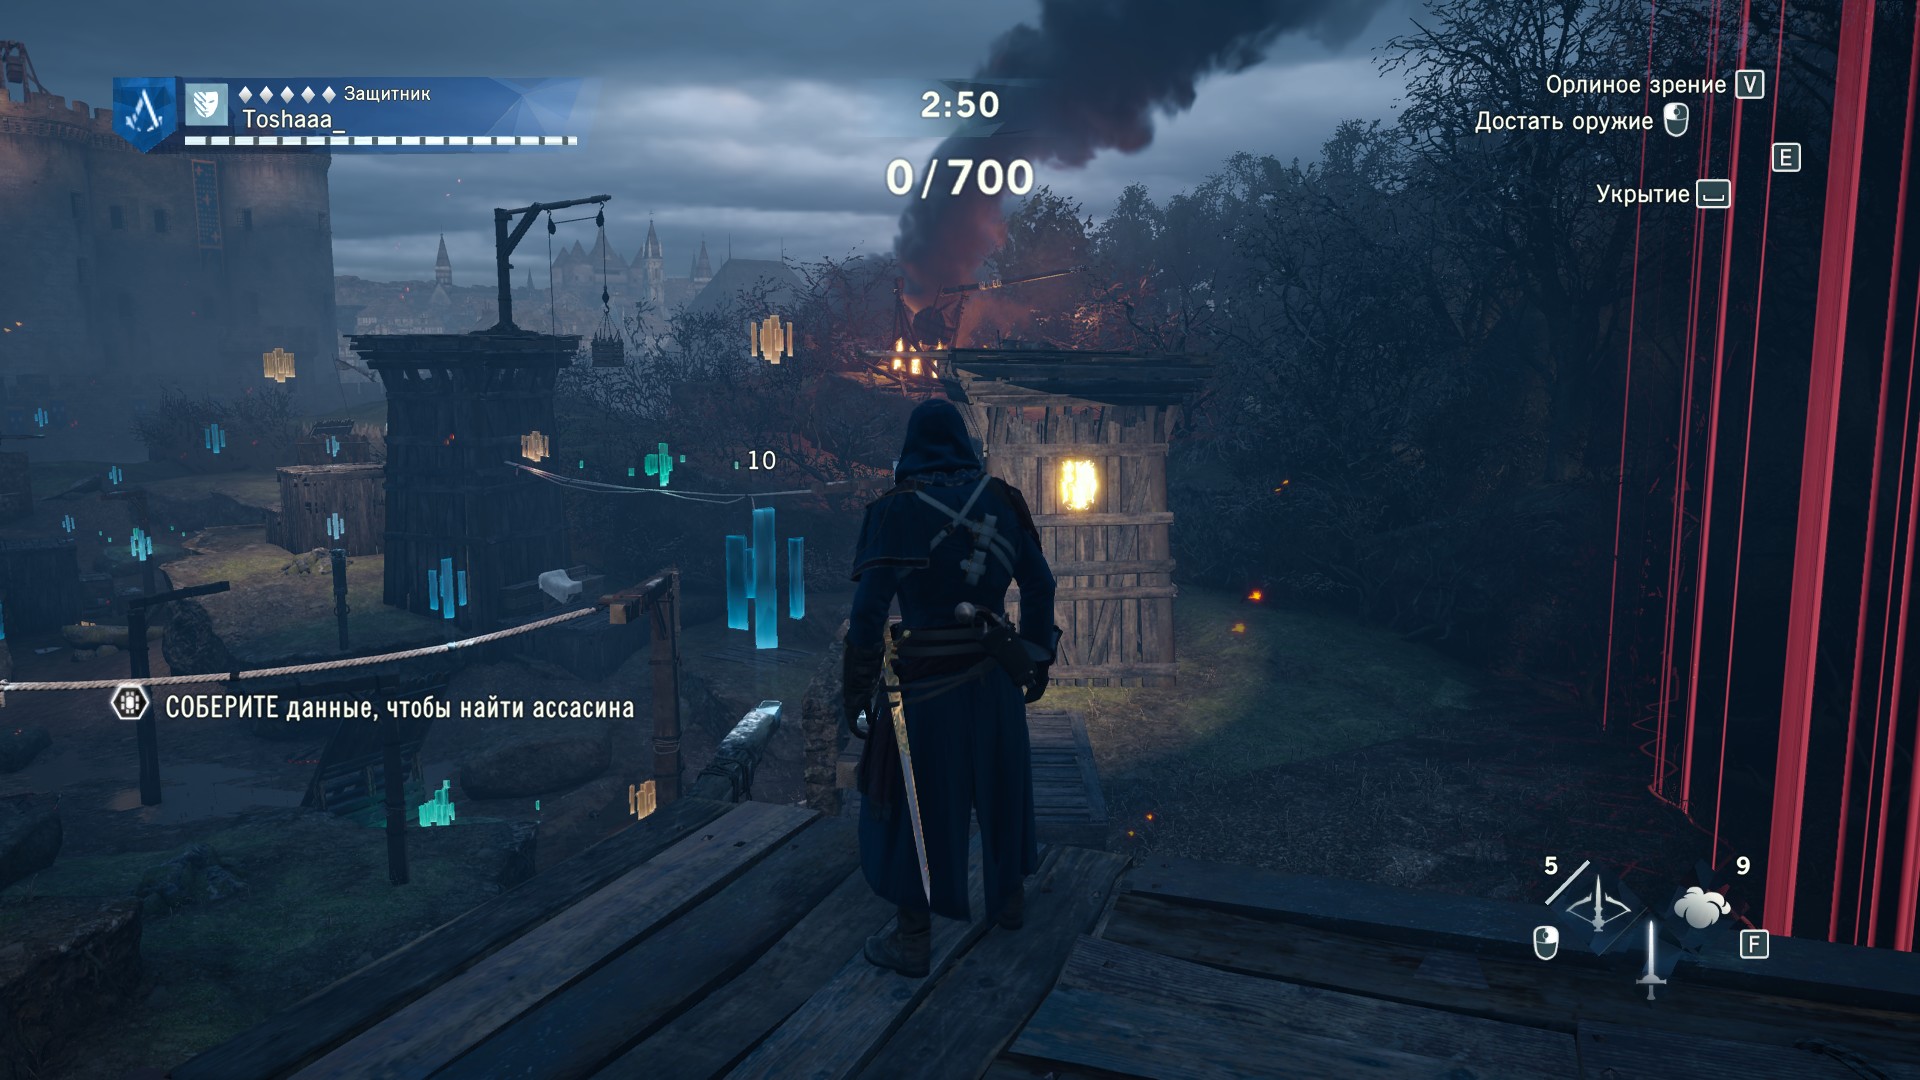 Защитник
Toshaaa_
2:50
0/700
Орлиное зрение V
Достать оружие
E
Укрытие
10
СОБЕРИТЕ данные, чтобы найти ассасина
5
9
F